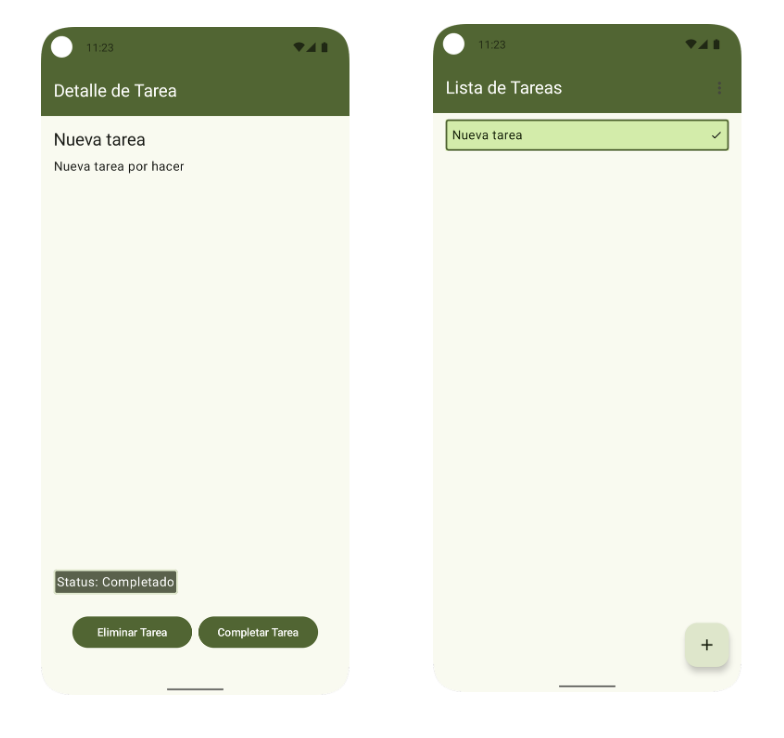 11:23
Detalle de Tarea
Nueva tarea
Nueva tarea por hacer
Status: Completado
Eliminar Tarea
Completar Tarea
11:23
Lista de Tareas
Nueva tarea
+